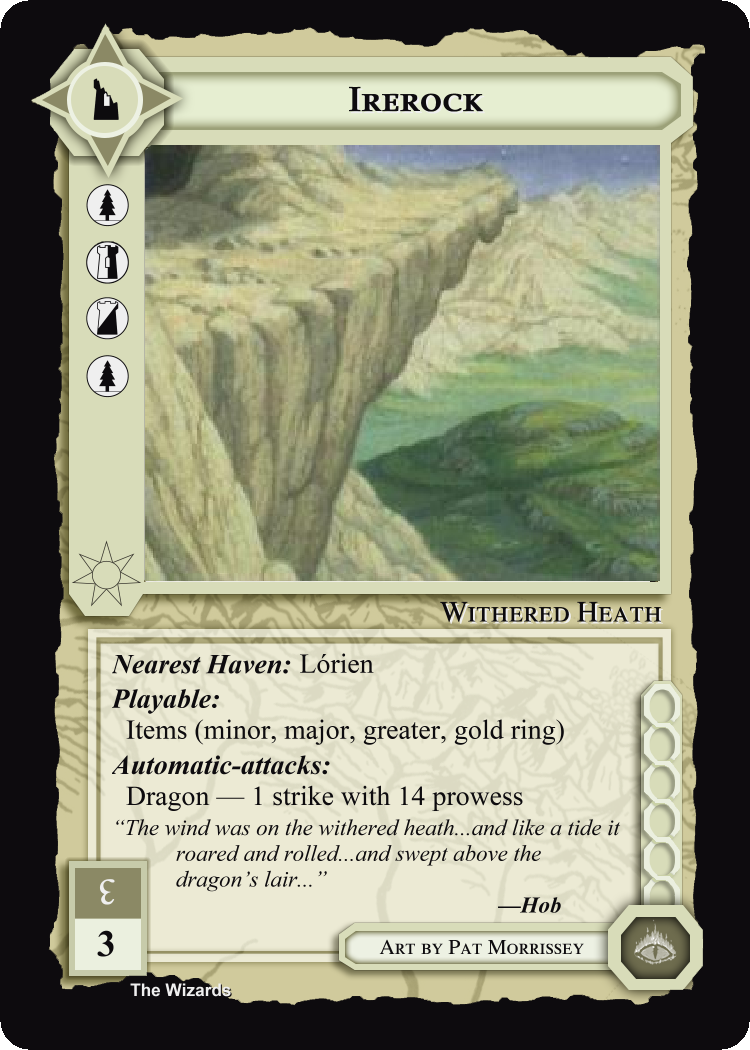 Irerock
Withered Heath
Nearest Haven: Lórien
Playable:
Items (minor, major, greater, gold ring)
Automatic-attacks:
Dragon — 1 strike with 14 prowess
“The wind was on the withered heath...and like a tide it
roared and rolled...and swept above the
dragon’s lair...”
—Hob
ε
3
Art by Pat Morrissey
The Wizards